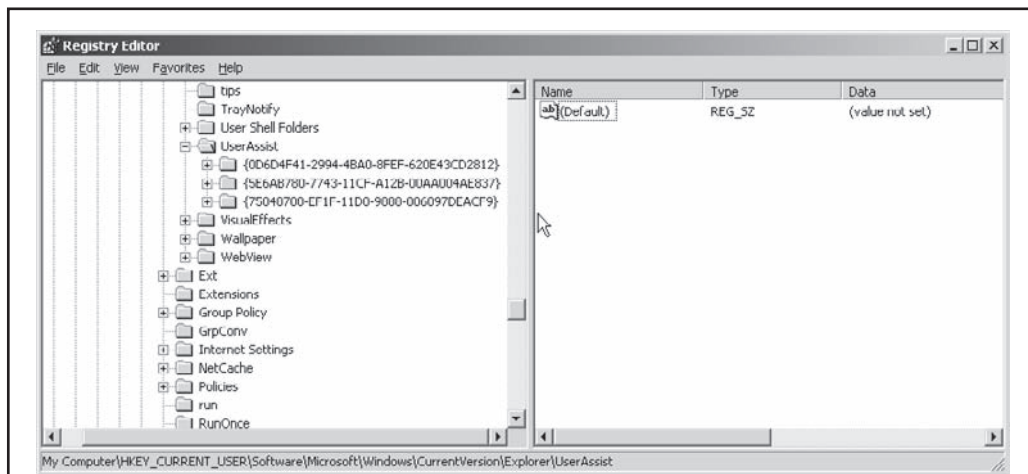 Registry Editor
File Edit View Favorites Help
tips
TrayNotify
User Shell Folders
UserAssist
{0D6D4F41-2994-4BA0-8FEF-620E43CD2812}
{5E6AB780-7743-11CF-A12B-00AA004AE837}
{75048700-EF1F-11D0-9888-006097DEACF9}
VisualEffects
Wallpaper
WebView
Ext
Extensions
Group Policy
GrpConv
Internet Settings
NetCache
Policies
run
RunOnce
Name Type Data
ab (Default) REG_SZ (value not set)
My Computer\HKEY_CURRENT_USER\Software\Microsoft\Windows\CurrentVersion\Explorer\UserAssist